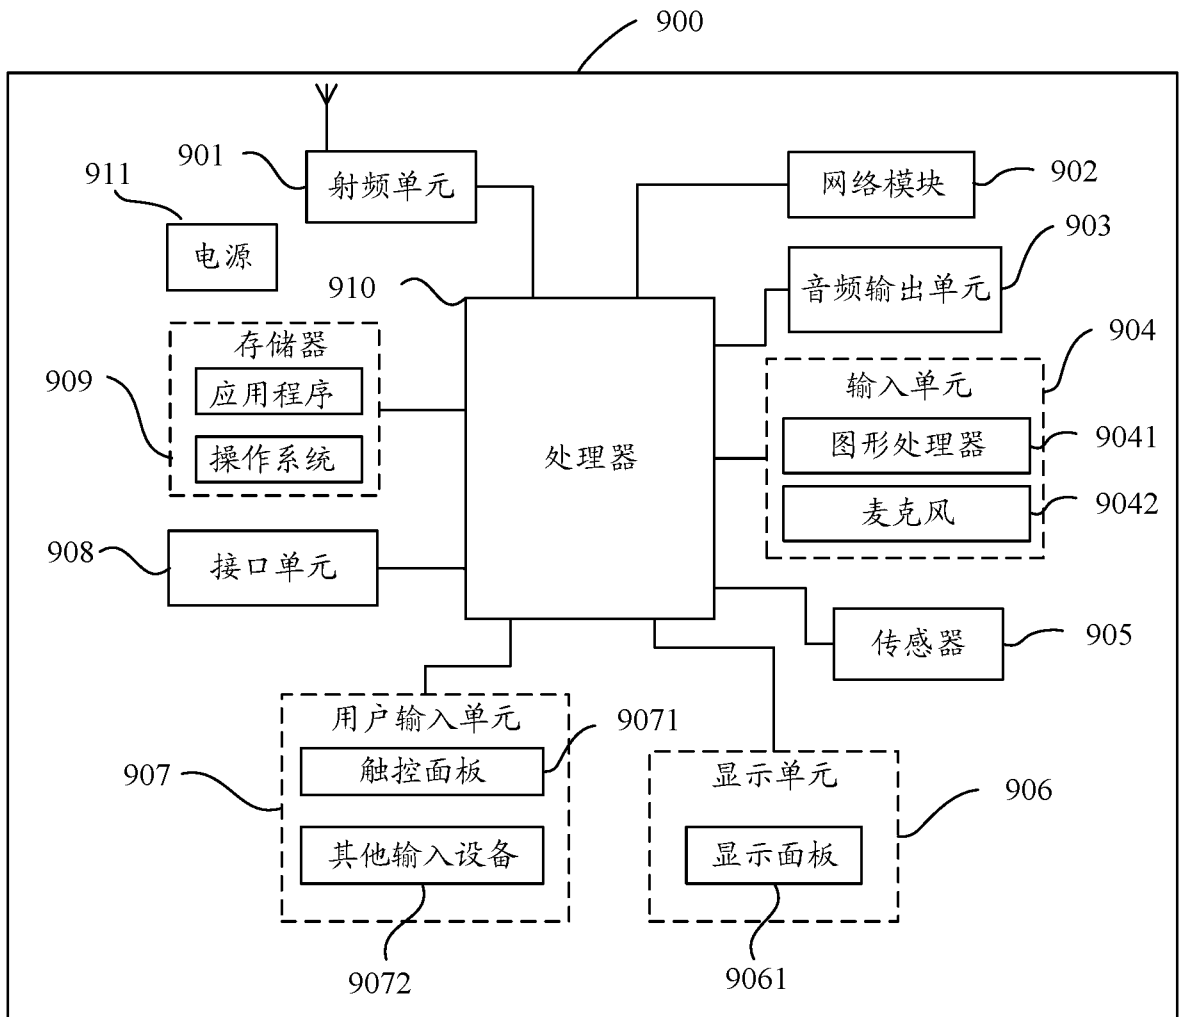 900
901
射频单元
网络模块
902
911
电源
音频输出单元
903
910
存储器
应用程序
操作系统
909
处理器
904
输入单元
图形处理器
9041
麦克风
9042
908
接口单元
传感器
905
用户输入单元
9071
触控面板
907
其他输入设备
9072
显示单元
906
显示面板
9061